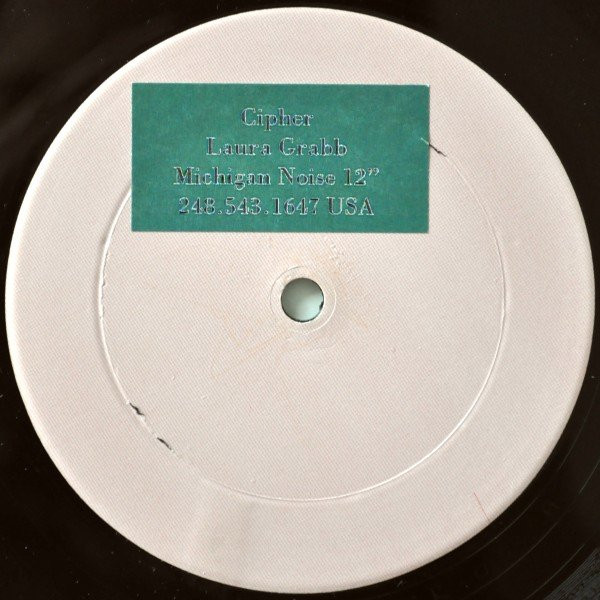 Cipher
Laura Grabb
Michigan Noise 12"
248.543.1647 USA